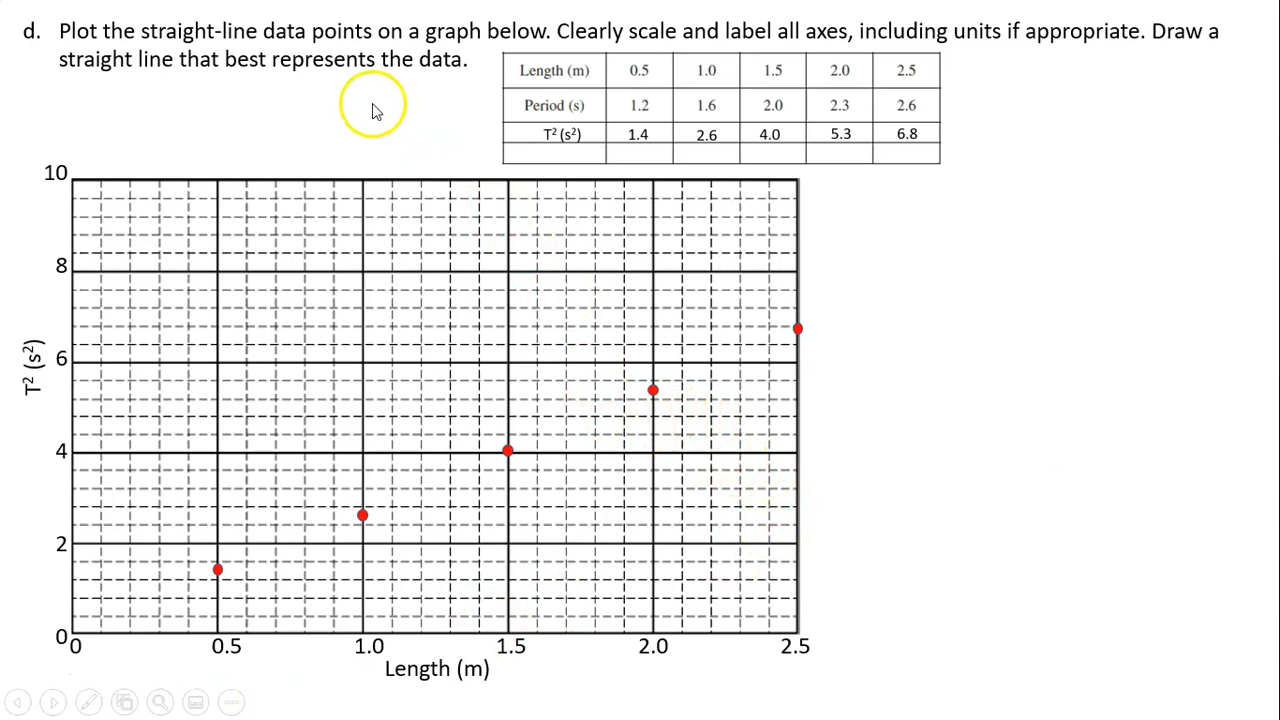 d. Plot the straight-line data points on a graph below. Clearly scale and label all axes, including units if appropriate. Draw a
straight line that best represents the data.
Length (m) 0.5 1.0 1.5 2.0 2.5
Period (s) 1.2 1.6 2.0 2.3 2.6
T² (s²) 1.4 2.6 4.0 5.3 6.8
10
8
6
4
2
0
T² (s²)
0 0.5 1.0 1.5 2.0 2.5
Length (m)